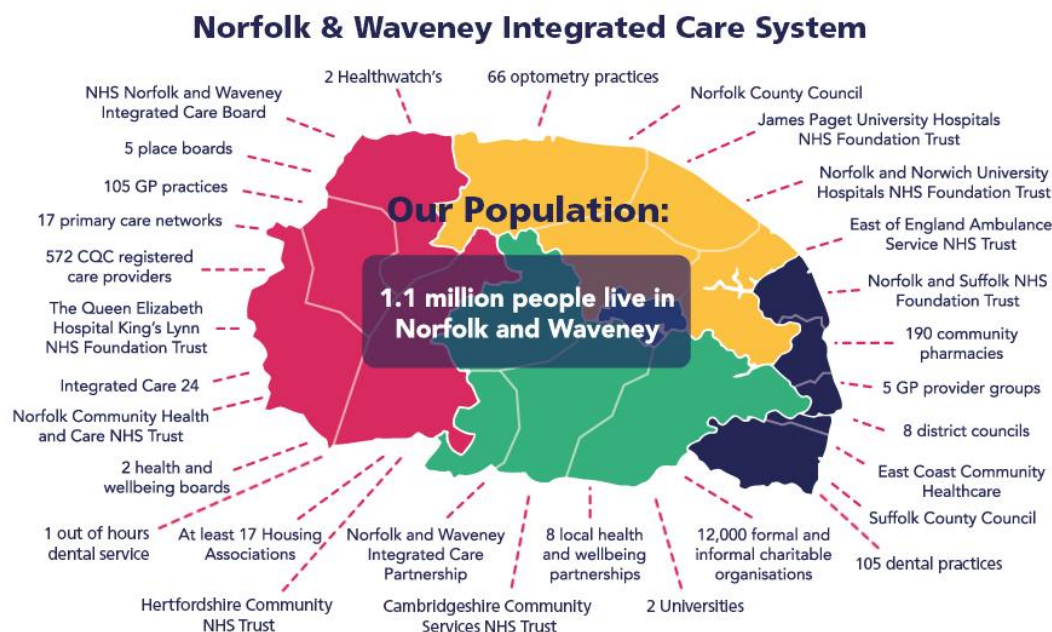 Norfolk & Waveney Integrated Care System
2 Healthwatch's
66 optometry practices
NHS Norfolk and Waveney
Integrated Care Board
Norfolk County Council
James Paget University Hospitals
NHS Foundation Trust
5 place boards
105 GP practices
Norfolk and Norwich University
Hospitals NHS Foundation Trust
17 primary care networks
Our Population:
East of England Ambulance
Service NHS Trust
572 CQC registered
care providers
Norfolk and Suffolk NHS
Foundation Trust
1.1 million people live in
Norfolk and Waveney
The Queen Elizabeth
Hospital King's Lynn
NHS Foundation Trust
190 community
pharmacies
Integrated Care 24
5 GP provider groups
Norfolk Community Health
and Care NHS Trust
8 district councils
2 health and
wellbeing boards
East Coast Community
Healthcare
Suffolk County Council
1 out of hours
dental service
At least 17 Housing
Associations
Norfolk and Waveney
Integrated Care
Partnership
8 local health
and wellbeing
partnerships
12,000 formal and
informal charitable
organisations
105 dental practices
Hertfordshire Community
NHS Trust
Cambridgeshire Community
Services NHS Trust
2 Universities